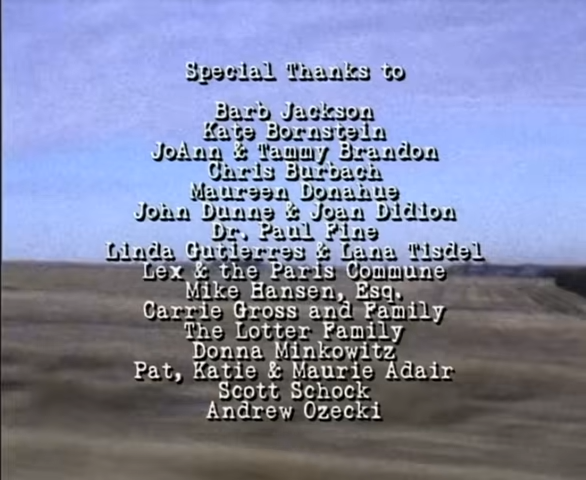 Special Thanks to
Barb Jackson
Kate Bornstein
JoAnn & Tammy Brandon
Chris Burbach
Maureen Donahue
John Dunne & Joan Didion
Dr. Paul Fine
Linda Gutierres & Lana Tisdel
Lex & the Paris Commune
Mike Hansen, Esq.
Carrie Gross and Family
The Lotter Family
Donna Minkowitz
Pat, Katie & Maurie Adair
Scott Schock
Andrew Ozecki